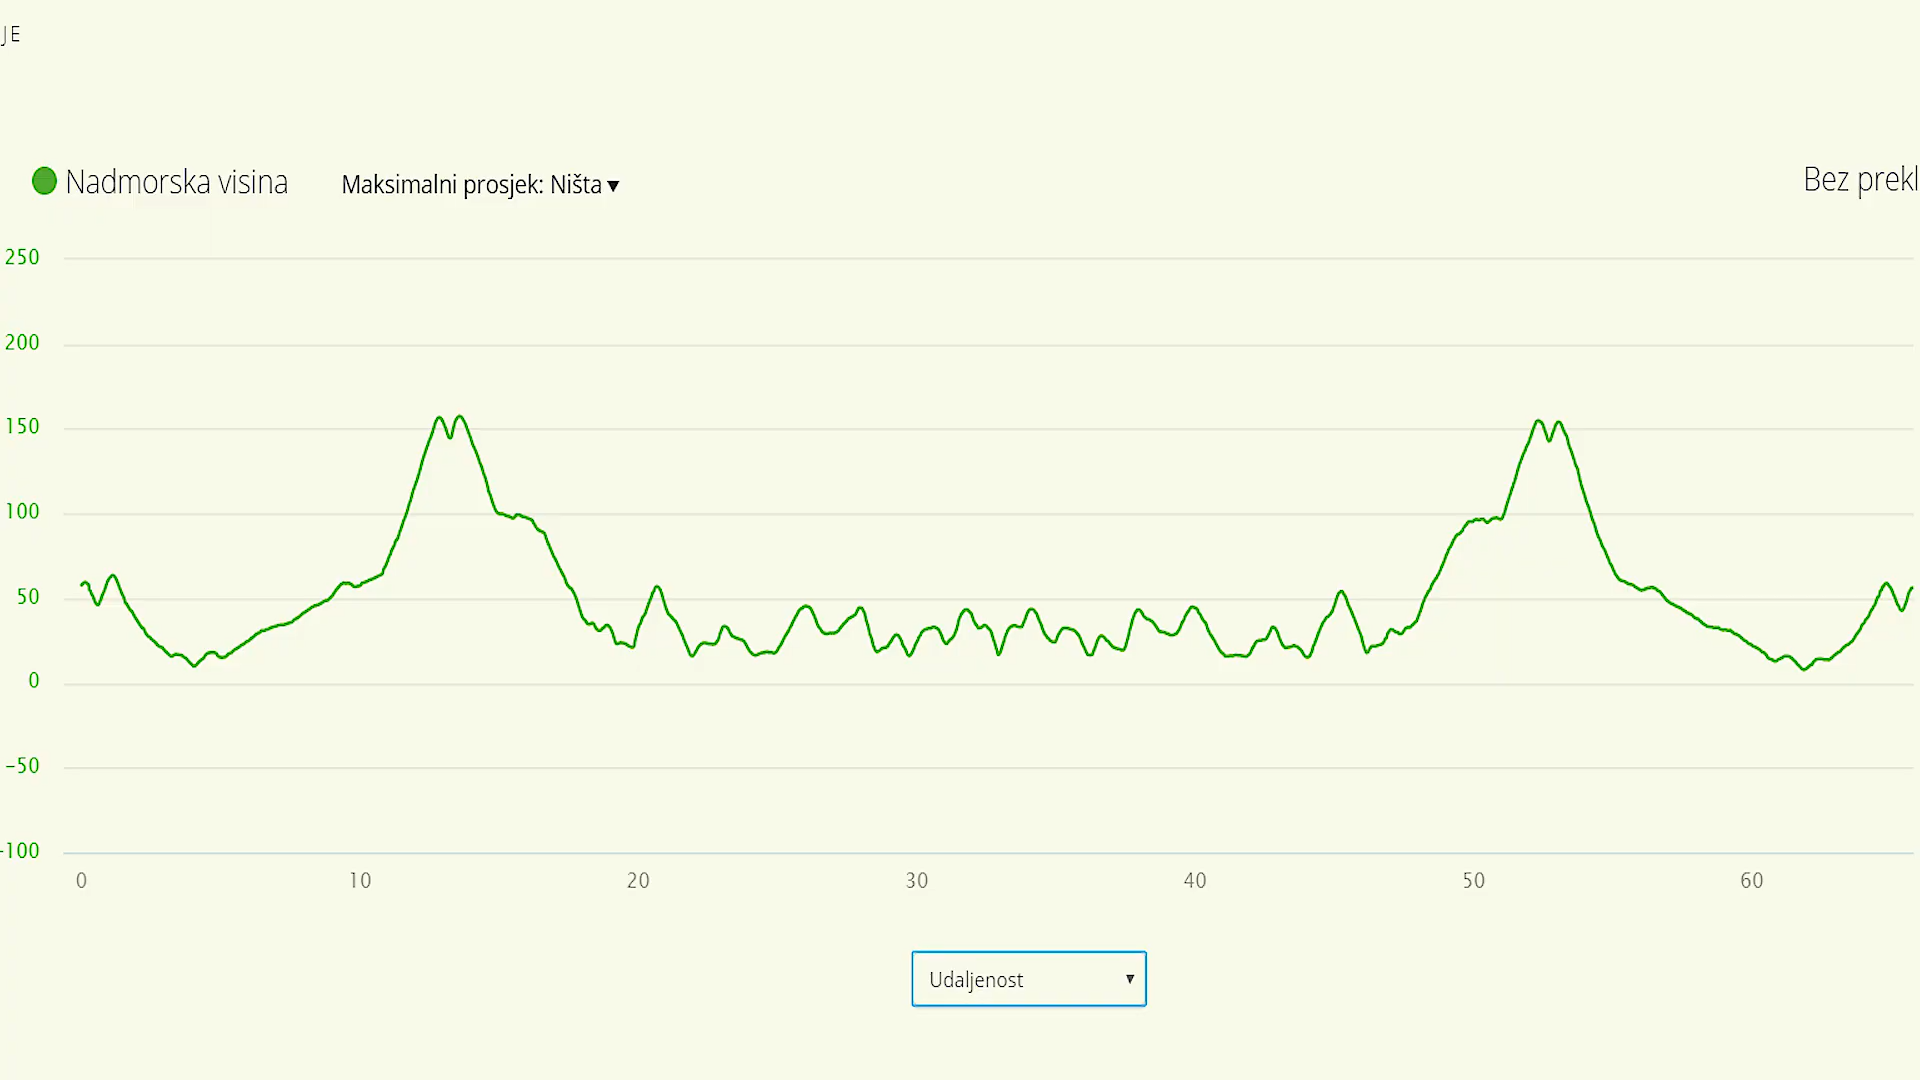 JE
Nadmorska visina Maksimalni prosjek: Ništa ▾ Bez prekl
250
200
150
100
50
0
-50
-100
0 10 20 30 40 50 60
Udaljenost ▾